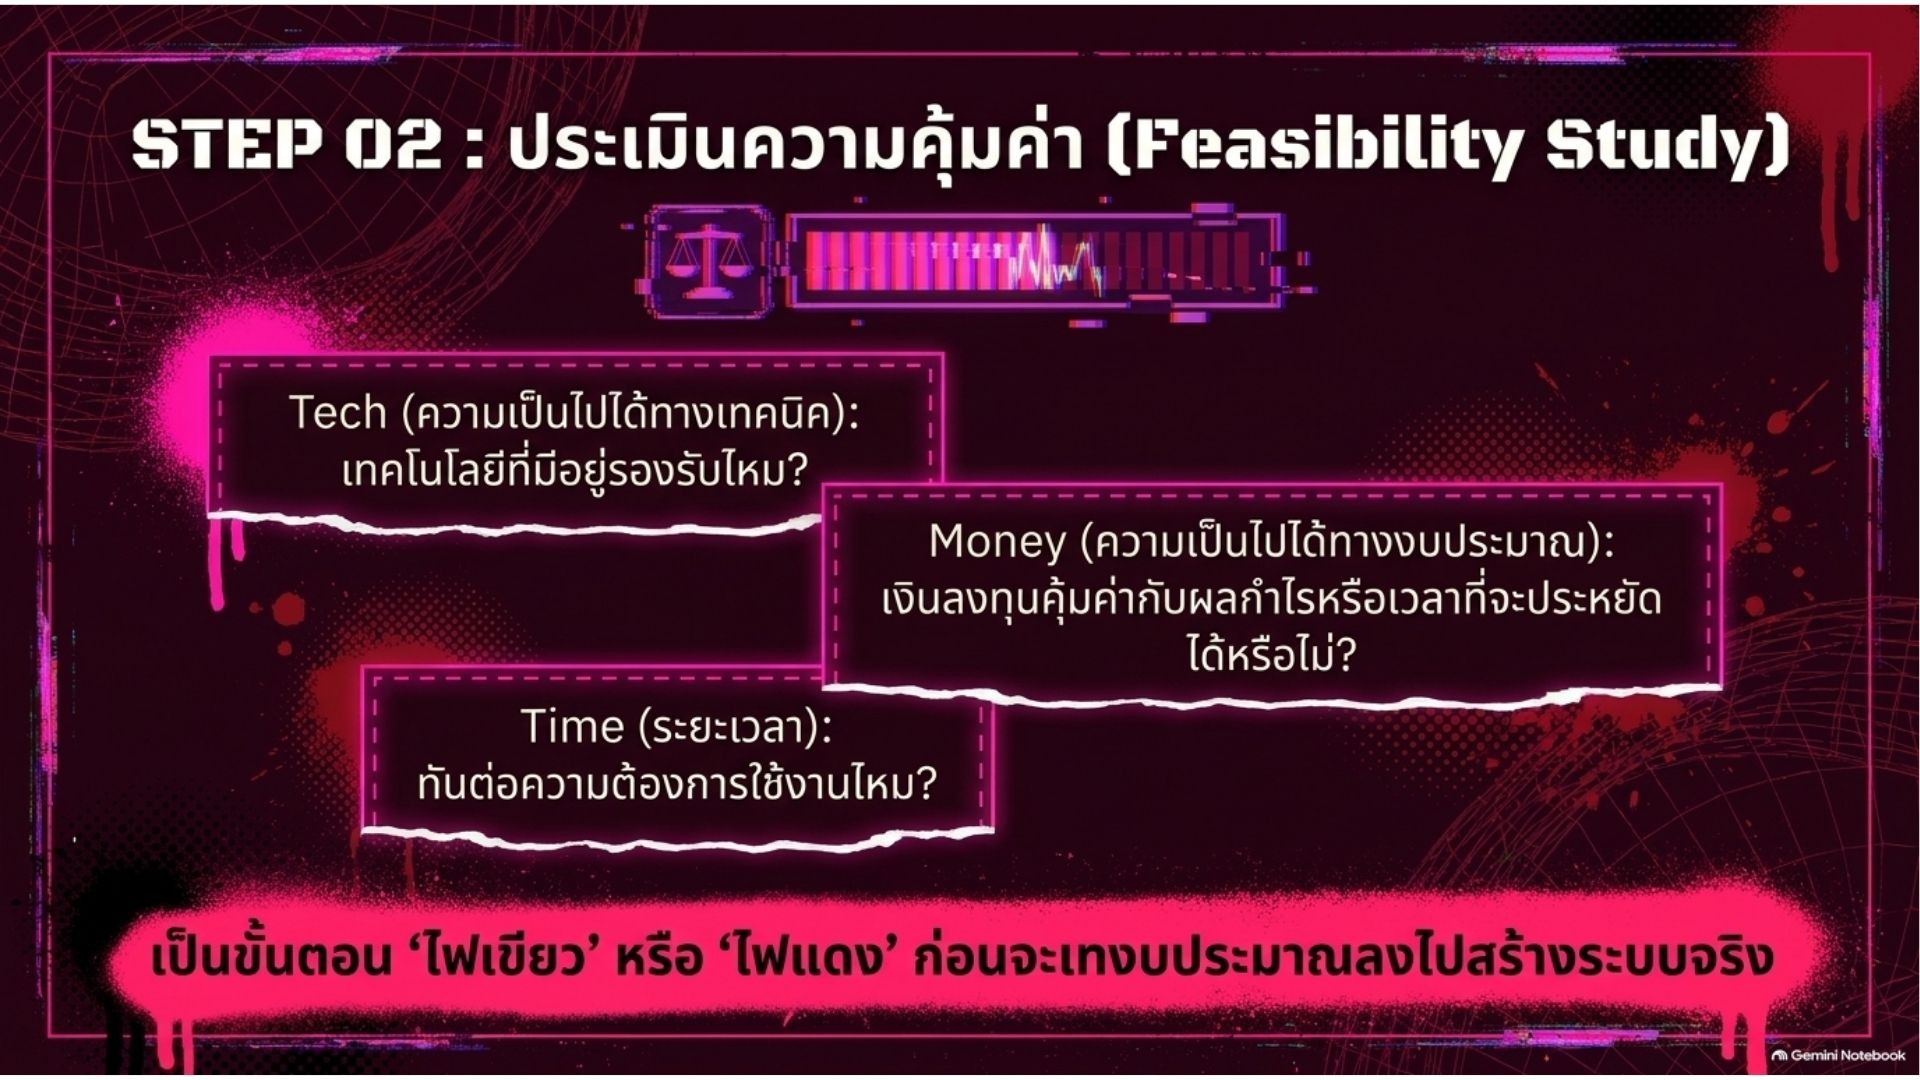 STEP 02 : ประเมินความคุ้มค่า (Feasibility Study)
Tech (ความเป็นไปได้ทางเทคนิค):
เทคโนโลยีที่มีอยู่รองรับไหม?
Money (ความเป็นไปได้ทางงบประมาณ):
เงินลงทุนคุ้มค่ากับผลกำไรหรือเวลาที่จะประหยัด
ได้หรือไม่?
Time (ระยะเวลา):
ทันต่อความต้องการใช้งานไหม?
เป็นขั้นตอน ‘ไฟเขียว’ หรือ ‘ไฟแดง’ ก่อนจะเทงบประมาณลงไปสร้างระบบจริง
Gemini Notebook